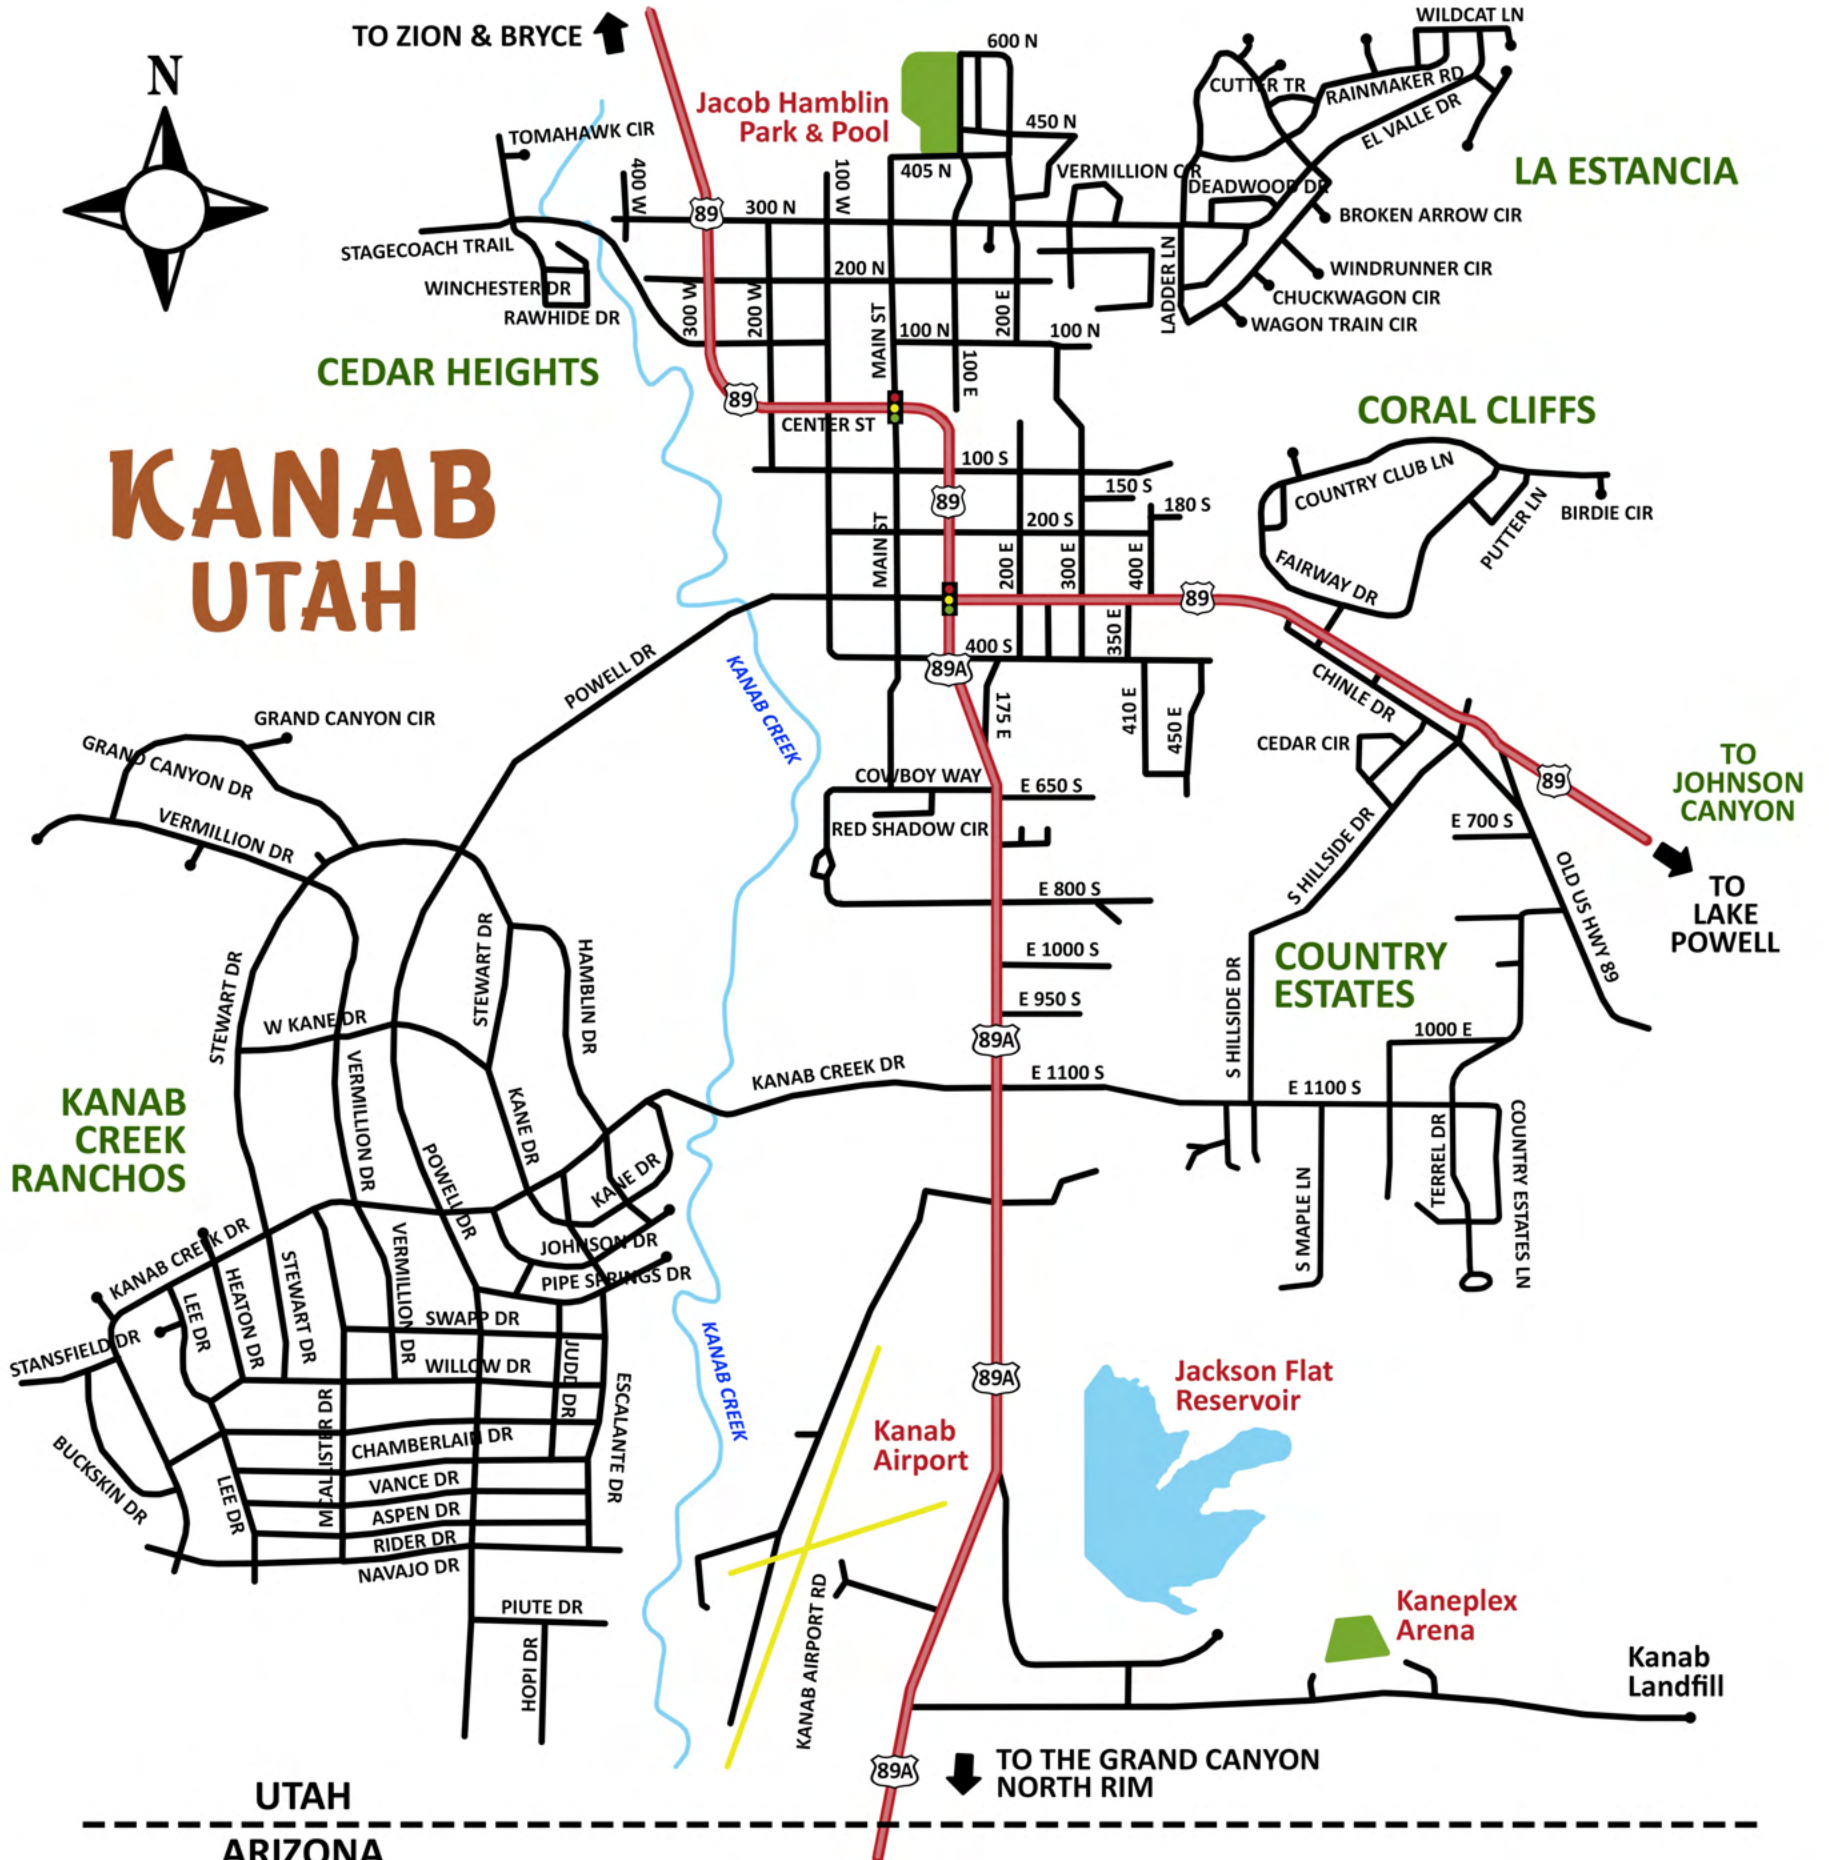 TO ZION & BRYCE
N
Jacob Hamblin
Park & Pool
600 N
450 N
405 N
WILDCAT LN
CUTTER TR
RAINMAKER RD
EL VALLE DR
LA ESTANCIA
VERMILLION CIR
DEADWOOD DR
BROKEN ARROW CIR
WINDRUNNER CIR
CHUCKWAGON CIR
WAGON TRAIN CIR
LADDER LN
TOMAHAWK CIR
STAGECOACH TRAIL
WINCHESTER DR
RAWHIDE DR
CEDAR HEIGHTS
400 W
89
300 N
100 W
200 N
300 W
200 W
MAIN ST
100 N
200 E
100 N
100 E
89
CENTER ST
KANAB
UTAH
CORAL CLIFFS
COUNTRY CLUB LN
PUTTER LN
BIRDIE CIR
FAIRWAY DR
100 S
89
150 S
180 S
200 S
MAIN ST
200 E
300 E
400 E
89
350 E
400 S
89A
175 E
410 E
450 E
POWELL DR
KANAB CREEK
CHINLE DR
CEDAR CIR
89
TO
JOHNSON
CANYON
TO
LAKE
POWELL
E 700 S
OLD US HWY 89
S HILLSIDE DR
GRAND CANYON CIR
GRAND CANYON DR
VERMILLION DR
COWBOY WAY
E 650 S
RED SHADOW CIR
E 800 S
E 1000 S
E 950 S
89A
COUNTRY
ESTATES
S HILLSIDE DR
1000 E
STEWART DR
STEWART DR
HAMBLIN DR
W KANE DR
VERMILLION DR
KANE DR
KANAB CREEK DR
E 1100 S
E 1100 S
KANAB
CREEK
RANCHOS
POWELL DR
KANE DR
TERREL DR
COUNTRY ESTATES LN
S MAPLE LN
KANAB CREEK DR
JOHNSON DR
PIPE SPRINGS DR
HEATON DR
STEWART DR
VERMILLION DR
LEE DR
STANSFIELD DR
SWAPP DR
WILLOW DR
JUDD DR
ESCALANTE DR
KANAB CREEK
89A
Jackson Flat
Reservoir
Kanab
Airport
MCALLISTER DR
CHAMBERLAIN DR
BUCKSKIN DR
LEE DR
VANCE DR
ASPEN DR
RIDER DR
NAVAJO DR
PIUTE DR
HOPI DR
KANAB AIRPORT RD
Kaneplex
Arena
Kanab
Landfill
89A
TO THE GRAND CANYON
NORTH RIM
UTAH
ARIZONA